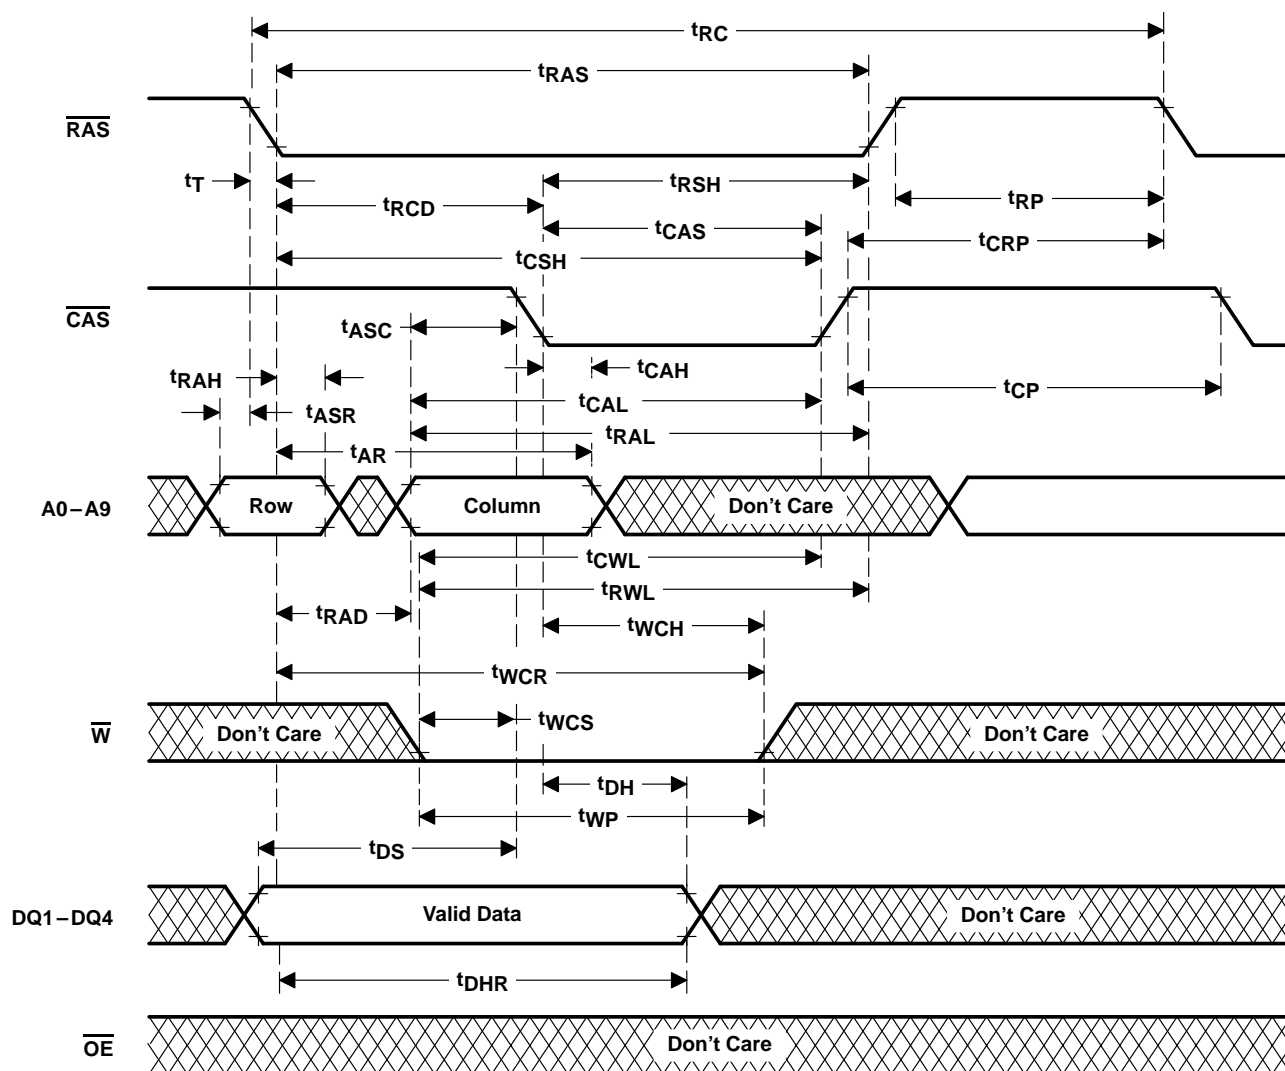 tRC
tRAS
RAS
tT
tRSH
tRCD
tRP
tCAS
tCRP
tCSH
CAS
tASC
tRAH
tCAH
tCP
tCAL
tASR
tRAL
tAR
A0–A9
Row
Column
Don't Care
tCWL
tRWL
tRAD
tWCH
tWCR
W
Don't Care
tWCS
Don't Care
tDH
tWP
tDS
DQ1–DQ4
Valid Data
Don't Care
tDHR
OE
Don't Care